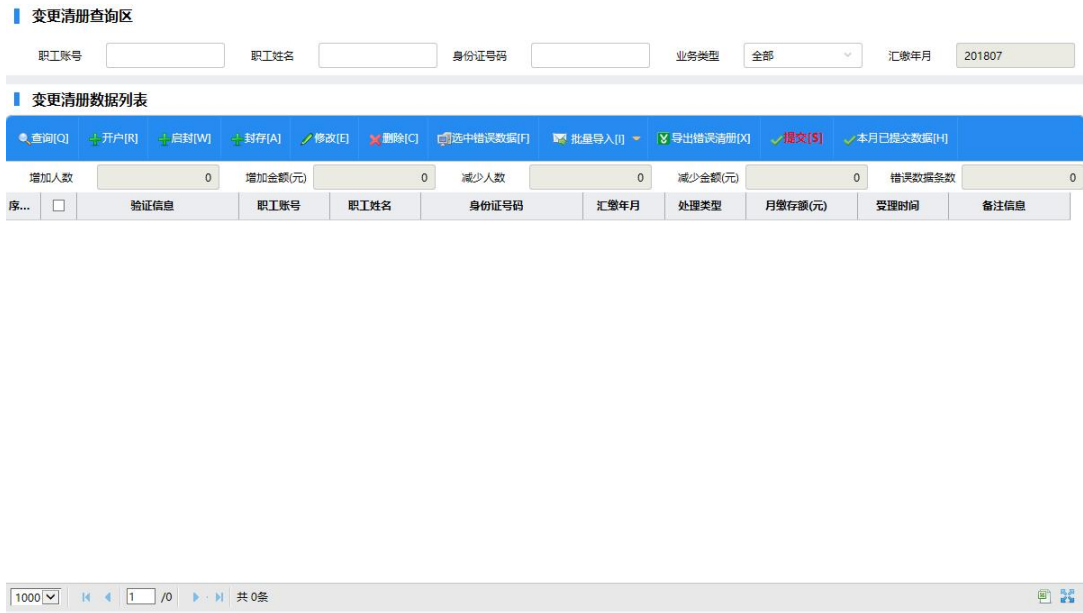 变更清册查询区
职工账号 职工姓名 身份证号码 业务类型 全部 汇缴年月 201807
变更清册数据列表
查询[Q] 开户[R] 启封[W] 封存[A] 修改[E] 删除[C] 选中错误数据[F] 批量导入[I] 导出错误清册[X] 提交[S] 本月已提交数据[H]
增加人数 0 增加金额(元) 0 减少人数 0 减少金额(元) 0 错误数据条数 0
序... 验证信息 职工账号 职工姓名 身份证号码 汇缴年月 处理类型 月缴存额(元) 受理时间 备注信息
1000 1 /0 共 0条